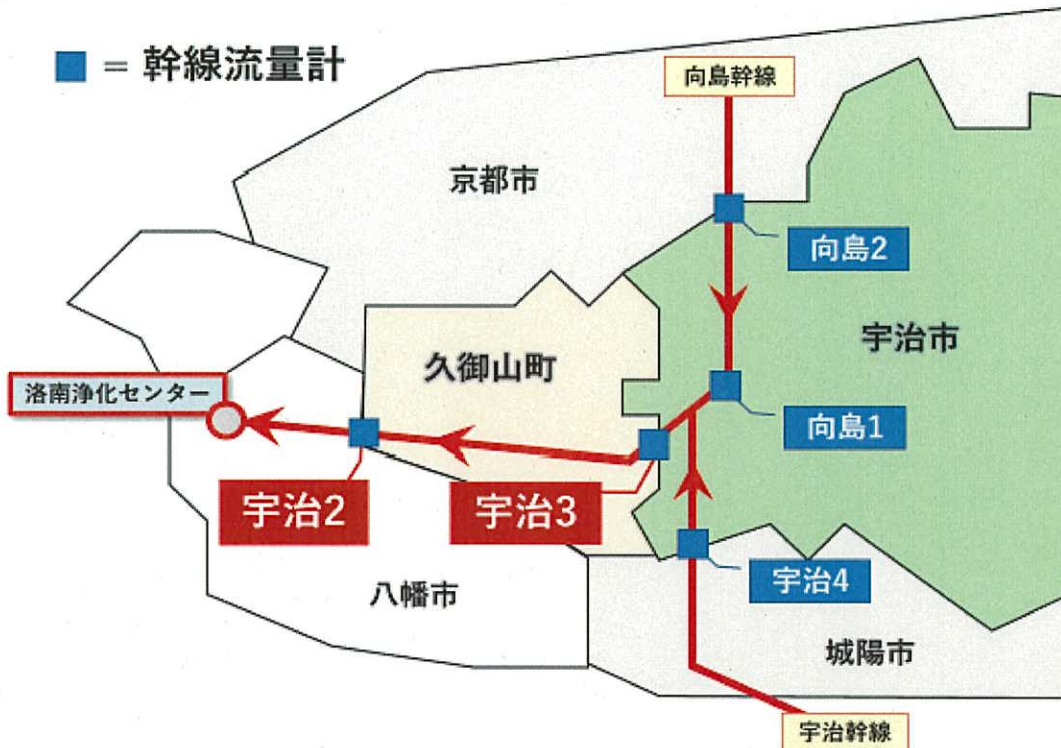 = 幹線流量計
向島幹線
京都市
向島2
宇治市
久御山町
洛南浄化センター
向島1
宇治2
宇治3
宇治4
八幡市
城陽市
宇治幹線